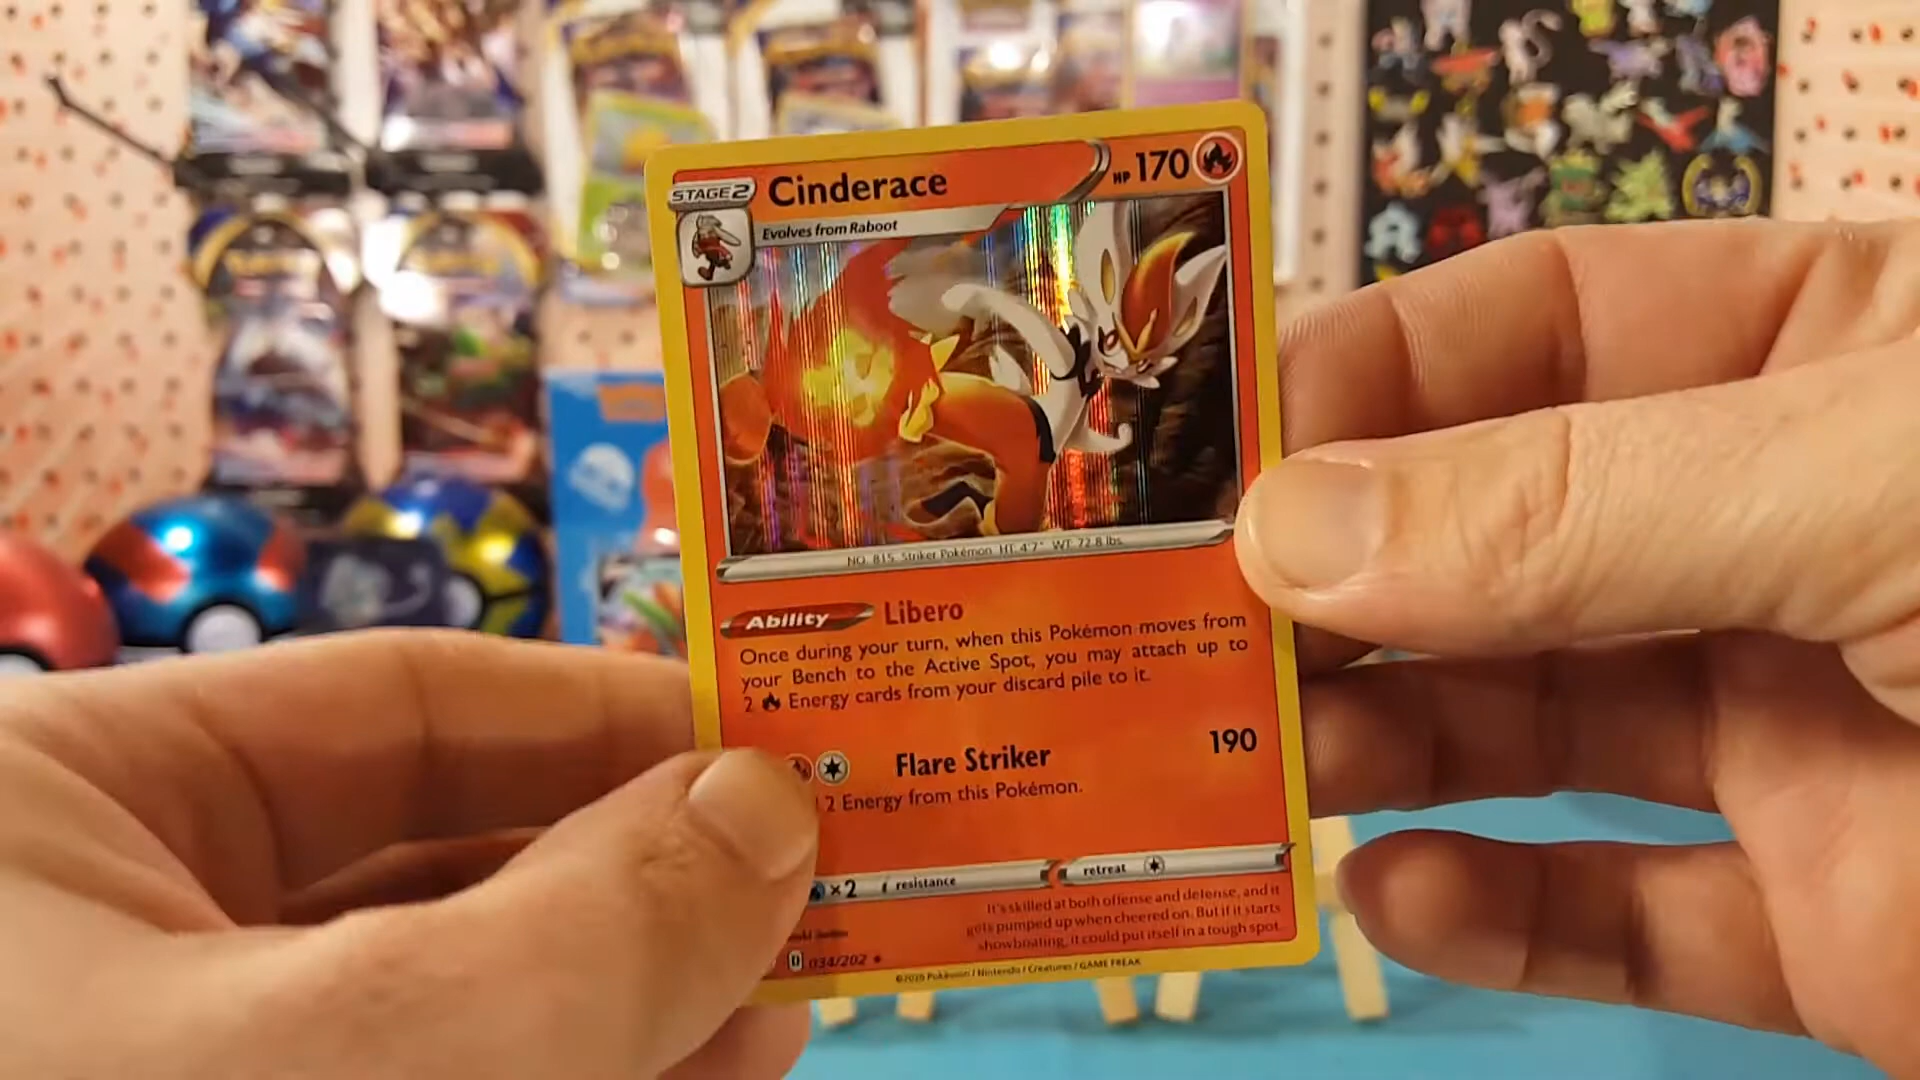 STAGE 2
Cinderace
HP 170
Evolves from Raboot
NO. 815 Striker Pokémon HT: 4'7" WT: 72.8 lbs.
Ability Libero
Once during your turn, when this Pokémon moves from
your Bench to the Active Spot, you may attach up to
2 Energy cards from your discard pile to it.
Flare Striker 190
2 Energy from this Pokémon.
×2 resistance retreat
It's skilled at both offense and defense, and it
gets pumped up when cheered on. But if it starts
showboating, it could put itself in a tough spot.
D 034/202
©2020 Pokémon / Nintendo / Creatures / GAME FREAK